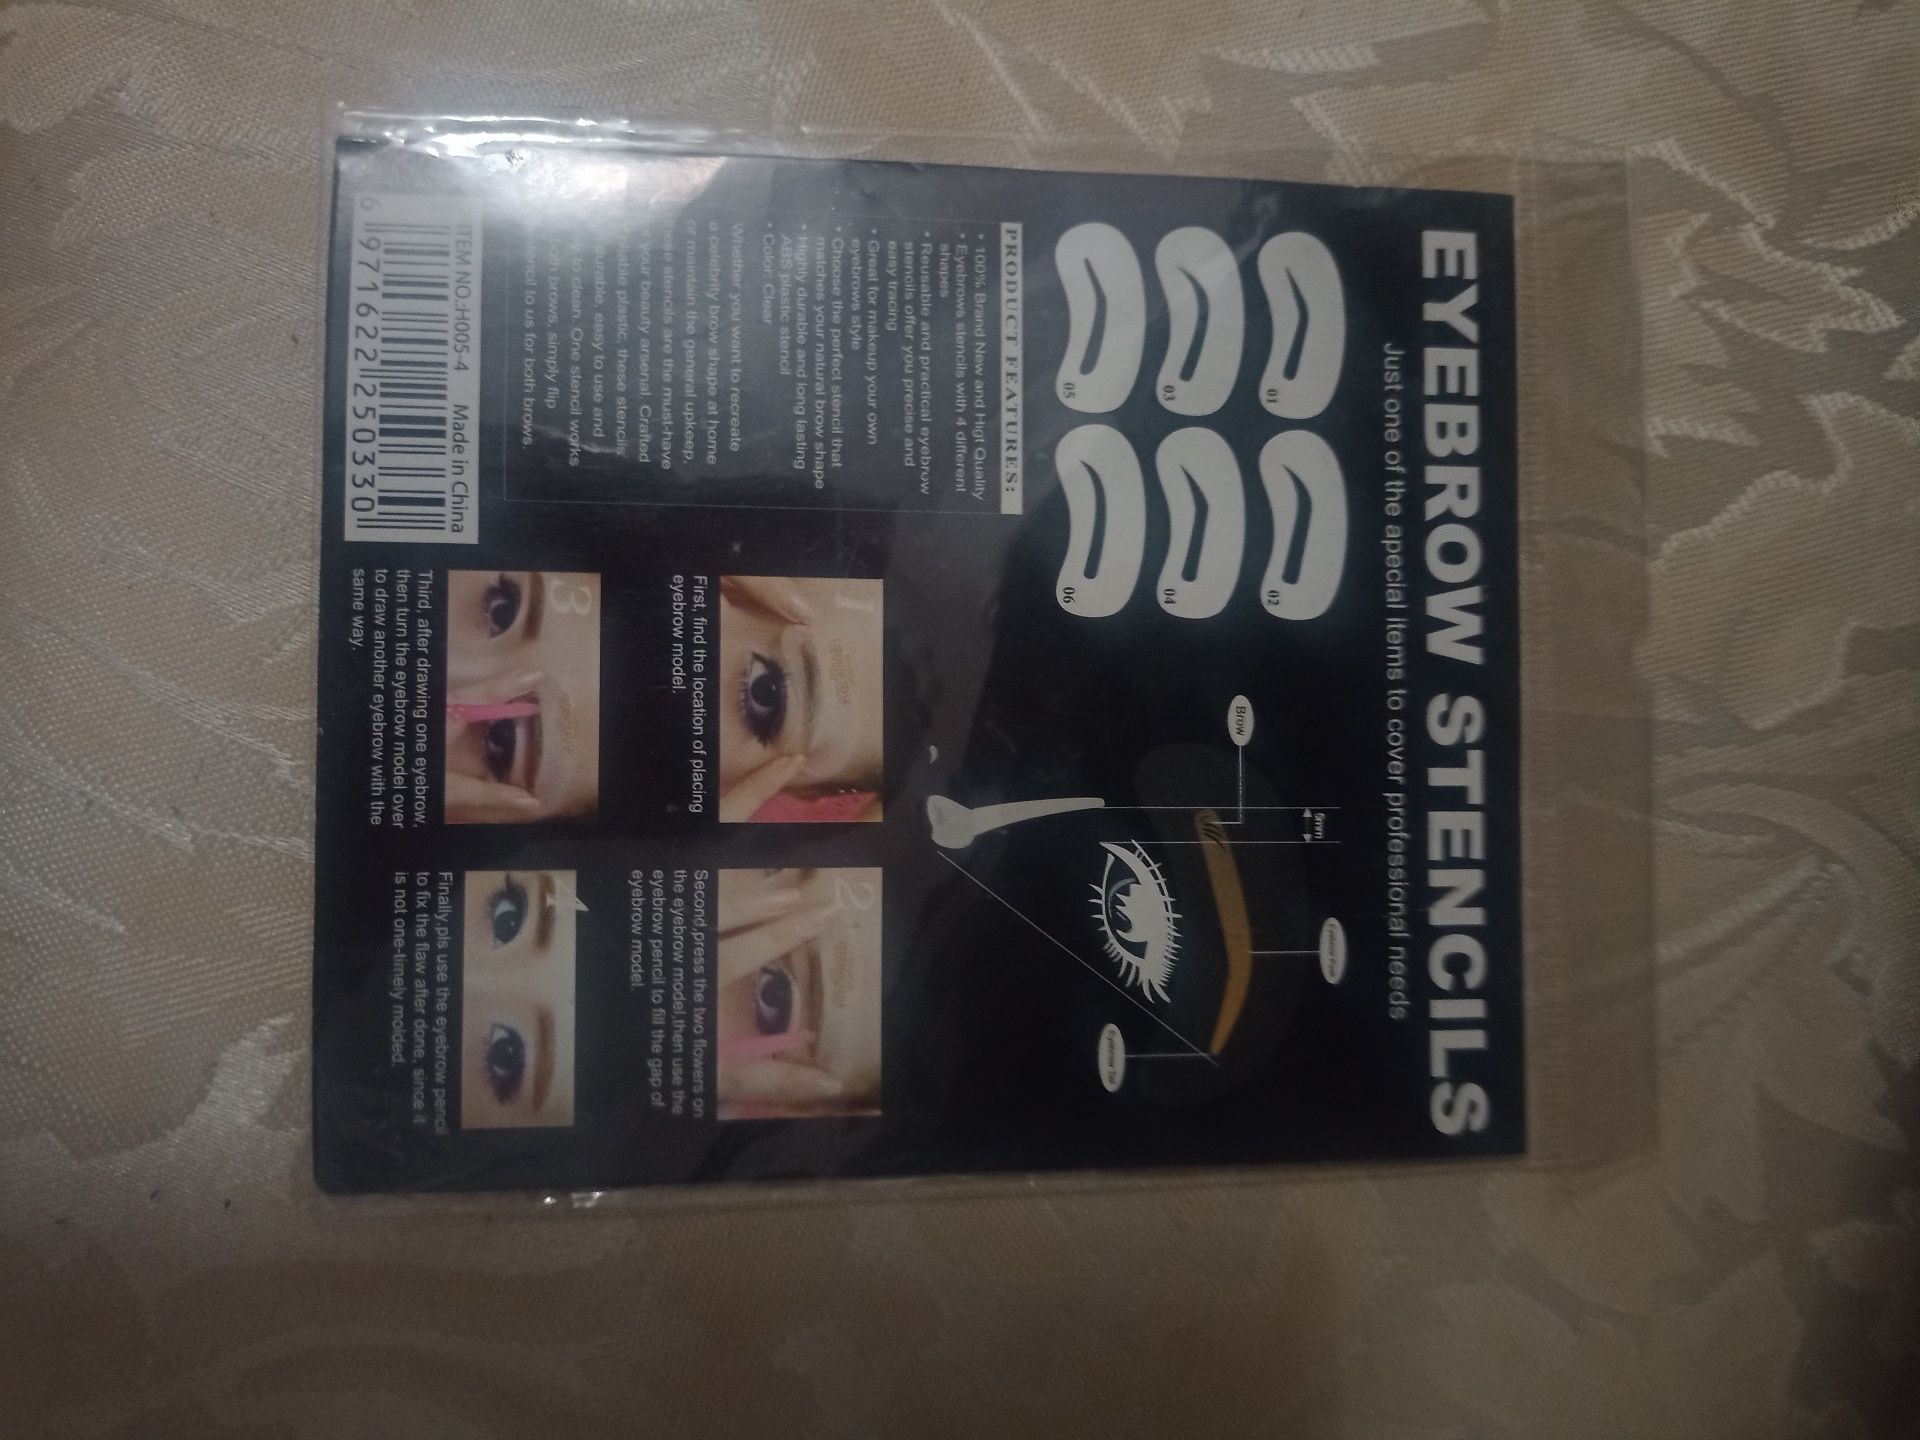 EYEBROW STENCILS
Just one of the apecial items to cover professional needs
01
02
03
04
05
06
Brow
5mm
Eyebrow Peak
Eyebrow Tail
PRODUCT FEATURES:
• 100% Brand New and Higt Quality
• Eyebrows stencils with 4 different
shapes
• Reusable and practical eyebrow
stencils offer you precise and
easy tracing
• Great for makeup your own
eyebrows style
• Choose the perfect stencil that
matches your natural brow shape
• Highly durable and long lasting
ABS plastic stencil
• Color: Clear
Whether you want to recreate
a celebrity brow shape at home
or maintain the general upkeep,
stencils are the must-have
your beauty arsenal. Crafted
plastic, these stencils
durable, easy to use and
to clean. One stencil works
brows, simply flip
to us for both brows.
1
First, find the location of placing
eyebrow model.
2
Second,press the two flowers on
the eyebrow model,then use the
eyebrow pencil to fill the gap of
eyebrow model.
3
Third, after drawing one eyebrow,
then turn the eyebrow model over
to draw another eyebrow with the
same way.
4
Finally,pls use the eyebrow pencil
to fix the flaw after done, since it
is not one-timely molded.
ITEM NO.:H005-4 Made in China
6 971622 250330